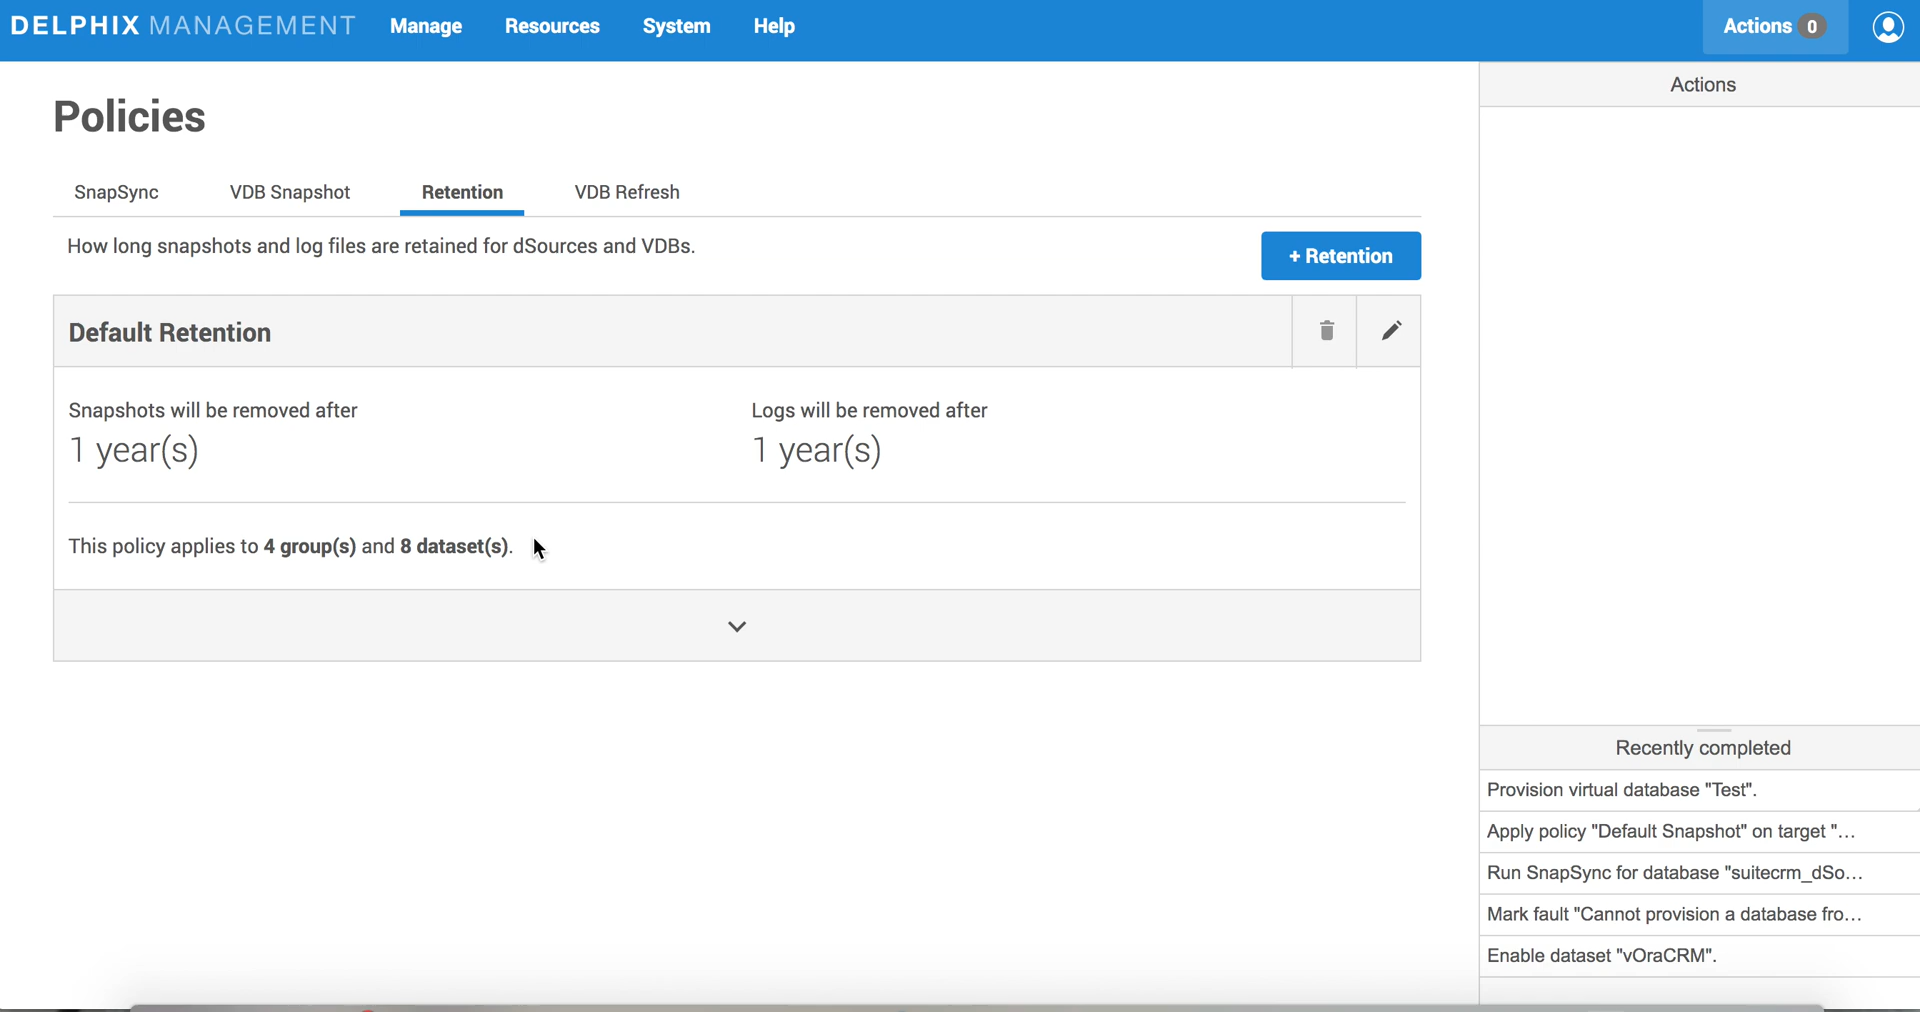 DELPHIX MANAGEMENT Manage Resources System Help Actions 0
Policies
SnapSync VDB Snapshot Retention VDB Refresh
How long snapshots and log files are retained for dSources and VDBs.
+ Retention
Default Retention
Snapshots will be removed after
1 year(s)
Logs will be removed after
1 year(s)
This policy applies to 4 group(s) and 8 dataset(s).
Actions
Recently completed
Provision virtual database "Test".
Apply policy "Default Snapshot" on target "...
Run SnapSync for database "suitecrm_dSo...
Mark fault "Cannot provision a database fro...
Enable dataset "vOraCRM".